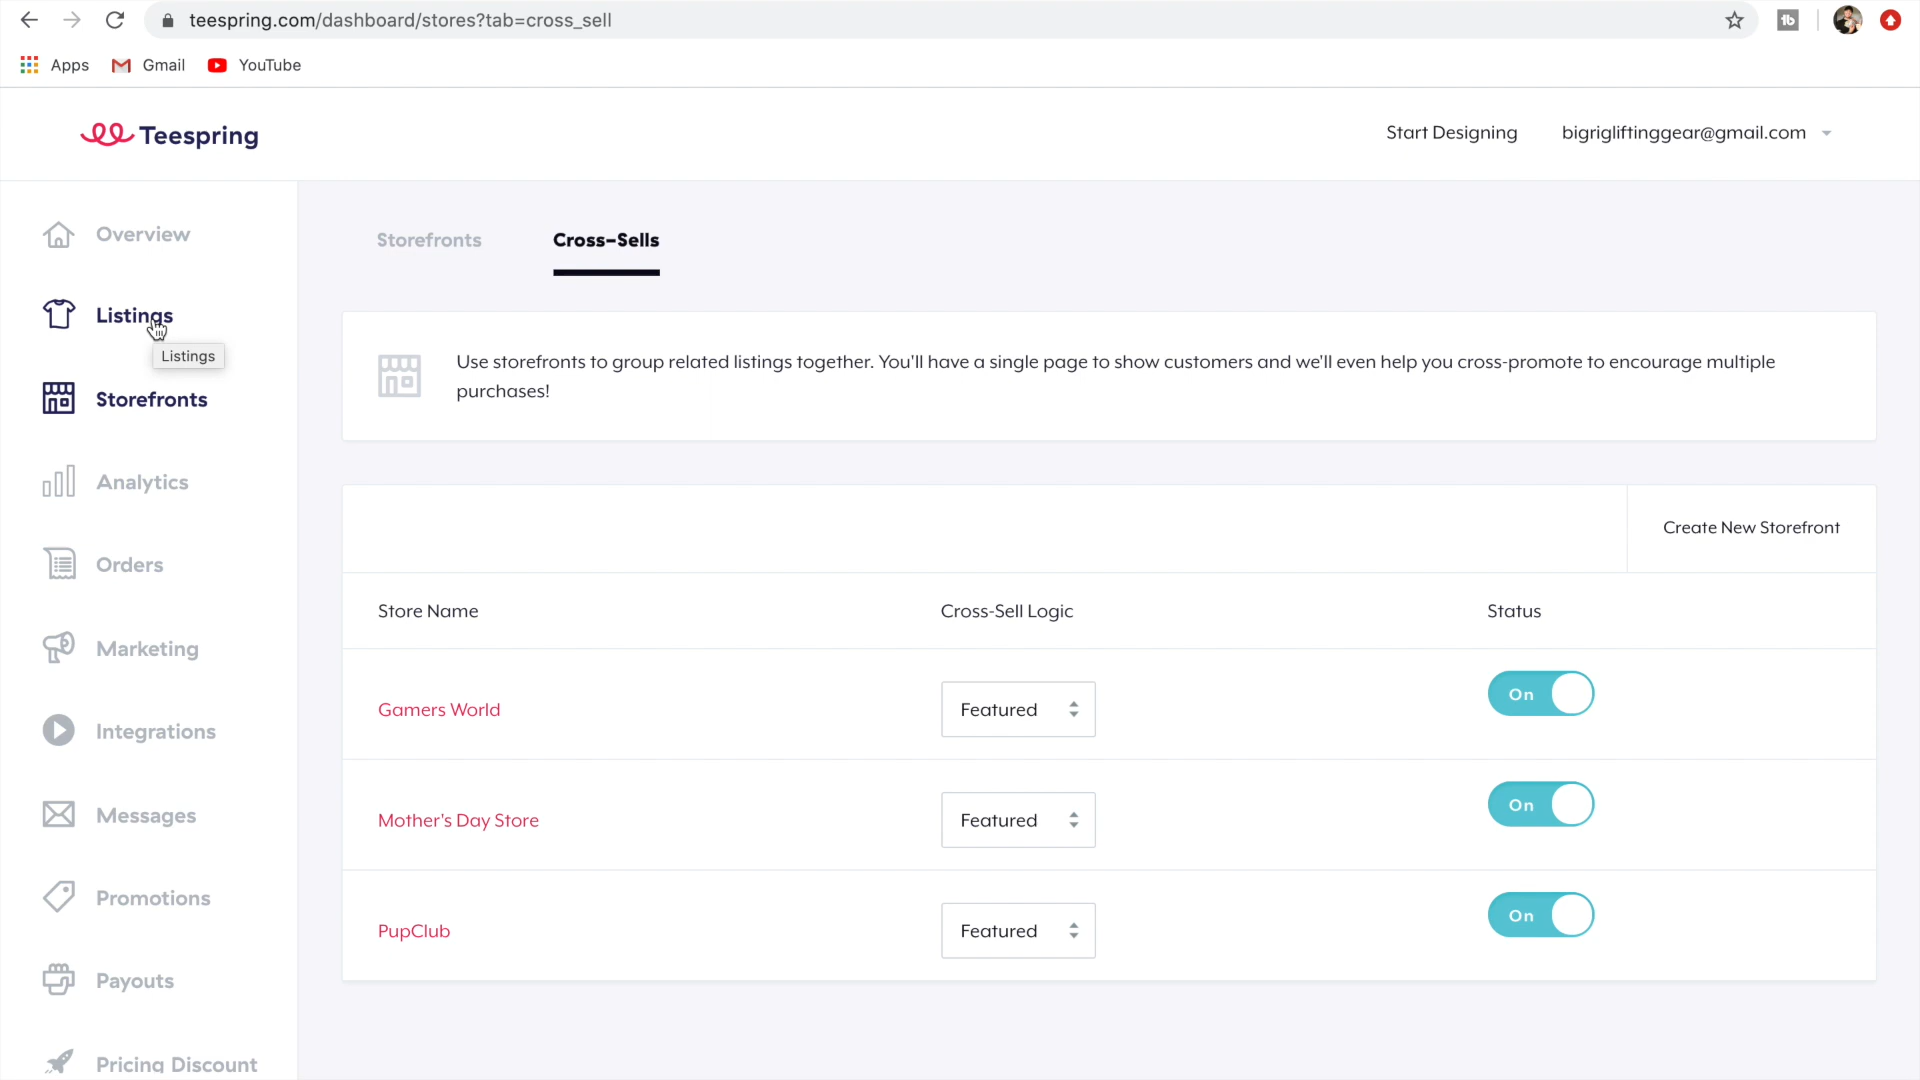 teespring.com/dashboard/stores?tab=cross_sell
Apps Gmail YouTube
Teespring
Start Designing bigrigliftinggear@gmail.com
Overview
Listings
Listings
Storefronts
Analytics
Orders
Marketing
Integrations
Messages
Promotions
Payouts
Pricing Discount
Storefronts Cross-Sells
Use storefronts to group related listings together. You'll have a single page to show customers and we'll even help you cross-promote to encourage multiple
purchases!
Create New Storefront
Store Name Cross-Sell Logic Status
Gamers World Featured On
Mother's Day Store Featured On
PupClub Featured On